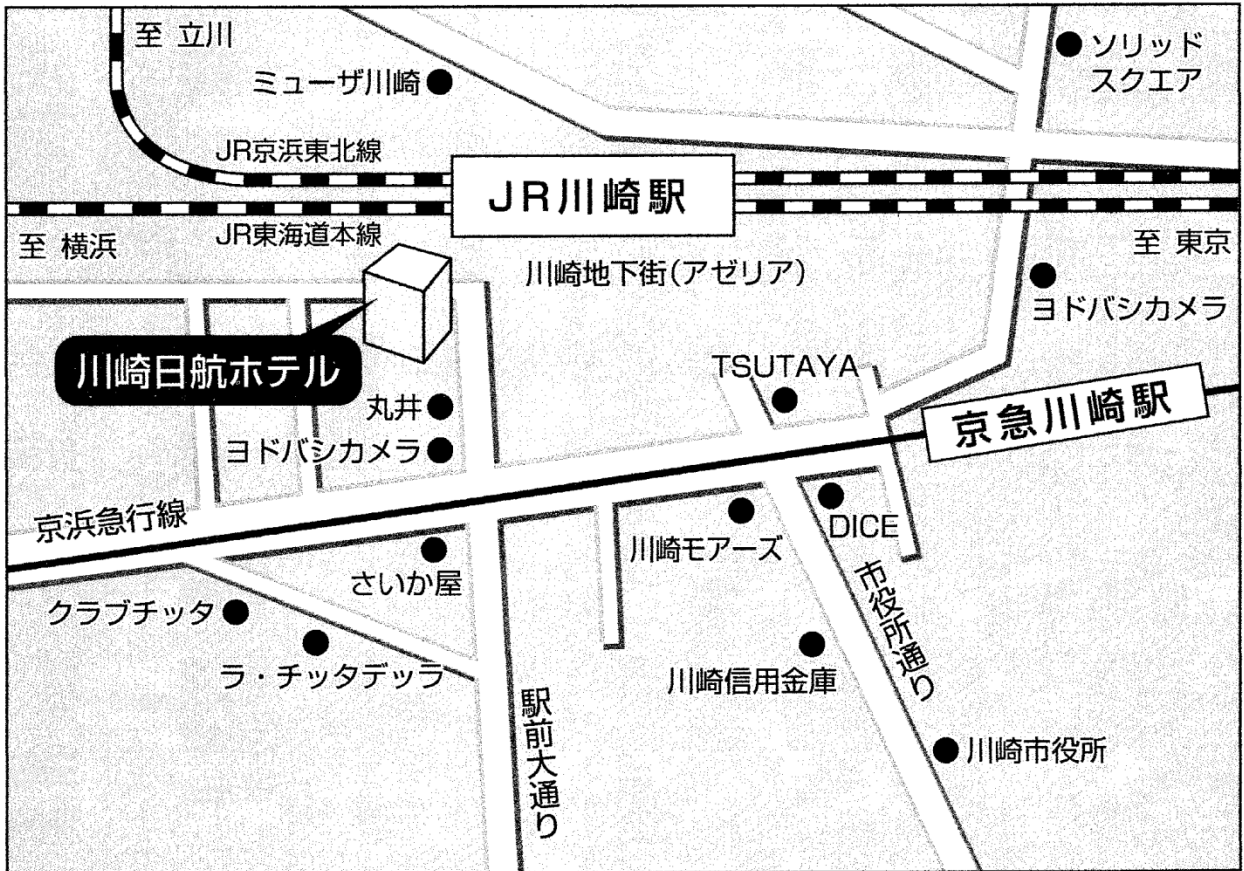 至 立川
ミューザ川崎
ソリッド
スクエア
JR京浜東北線
JR川崎駅
JR東海道本線
至 横浜
至 東京
川崎地下街(アゼリア)
ヨドバシカメラ
川崎日航ホテル
TSUTAYA
丸井
京急川崎駅
ヨドバシカメラ
京浜急行線
DICE
川崎モアーズ
さいか屋
市役所通り
クラブチッタ
ラ・チッタデッラ
川崎信用金庫
駅前大通り
川崎市役所